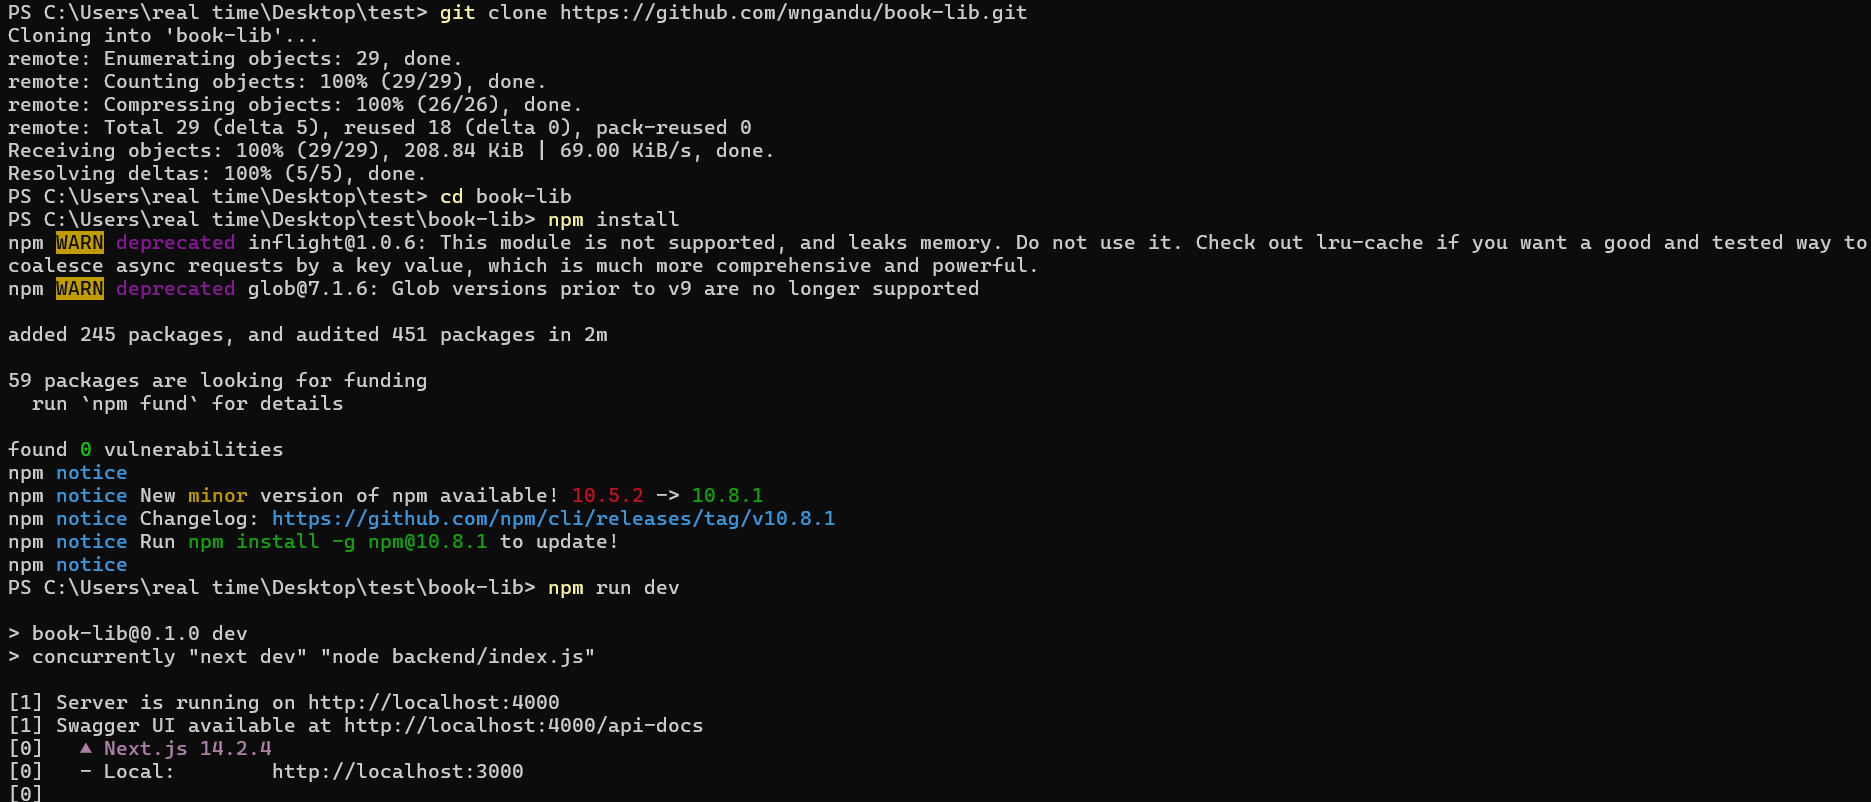 PS C:\Users\real time\Desktop\test> git clone https://github.com/wngandu/book-lib.git
Cloning into 'book-lib'...
remote: Enumerating objects: 29, done.
remote: Counting objects: 100% (29/29), done.
remote: Compressing objects: 100% (26/26), done.
remote: Total 29 (delta 5), reused 18 (delta 0), pack-reused 0
Receiving objects: 100% (29/29), 208.84 KiB | 69.00 KiB/s, done.
Resolving deltas: 100% (5/5), done.
PS C:\Users\real time\Desktop\test> cd book-lib
PS C:\Users\real time\Desktop\test\book-lib> npm install
npm WARN deprecated inflight@1.0.6: This module is not supported, and leaks memory. Do not use it. Check out lru-cache if you want a good and tested way to
coalesce async requests by a key value, which is much more comprehensive and powerful.
npm WARN deprecated glob@7.1.6: Glob versions prior to v9 are no longer supported

added 245 packages, and audited 451 packages in 2m

59 packages are looking for funding
  run `npm fund` for details

found 0 vulnerabilities
npm notice
npm notice New minor version of npm available! 10.5.2 -> 10.8.1
npm notice Changelog: https://github.com/npm/cli/releases/tag/v10.8.1
npm notice Run npm install -g npm@10.8.1 to update!
npm notice
PS C:\Users\real time\Desktop\test\book-lib> npm run dev

> book-lib@0.1.0 dev
> concurrently "next dev" "node backend/index.js"

[1] Server is running on http://localhost:4000
[1] Swagger UI available at http://localhost:4000/api-docs
[0]   ▲ Next.js 14.2.4
[0]   - Local:        http://localhost:3000
[0]